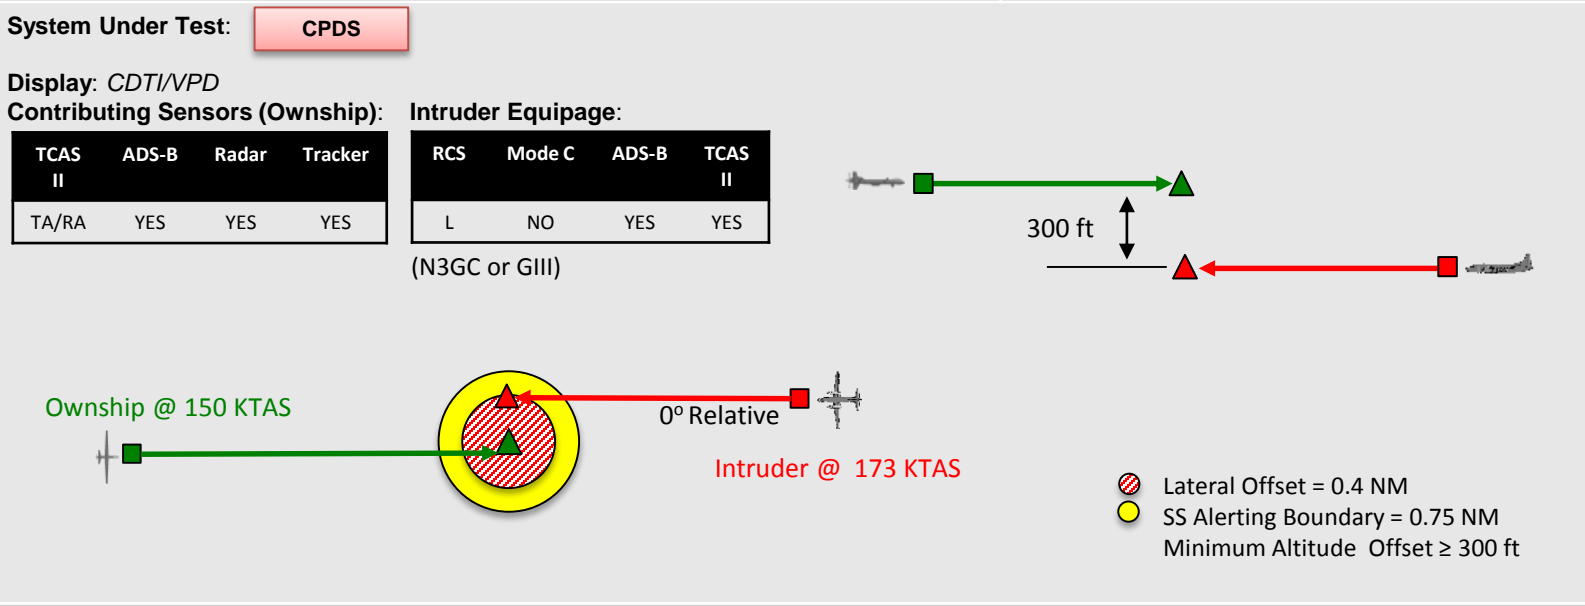 System Under Test:
CPDS
Display: CDTI/VPD
Contributing Sensors (Ownship):
TCAS II ADS-B Radar Tracker
TA/RA YES YES YES
Intruder Equipage:
RCS Mode C ADS-B TCAS II
L NO YES YES
(N3GC or GIII)
300 ft
Ownship @ 150 KTAS
0º Relative
Intruder @ 173 KTAS
Lateral Offset = 0.4 NM
SS Alerting Boundary = 0.75 NM
Minimum Altitude Offset ≥ 300 ft